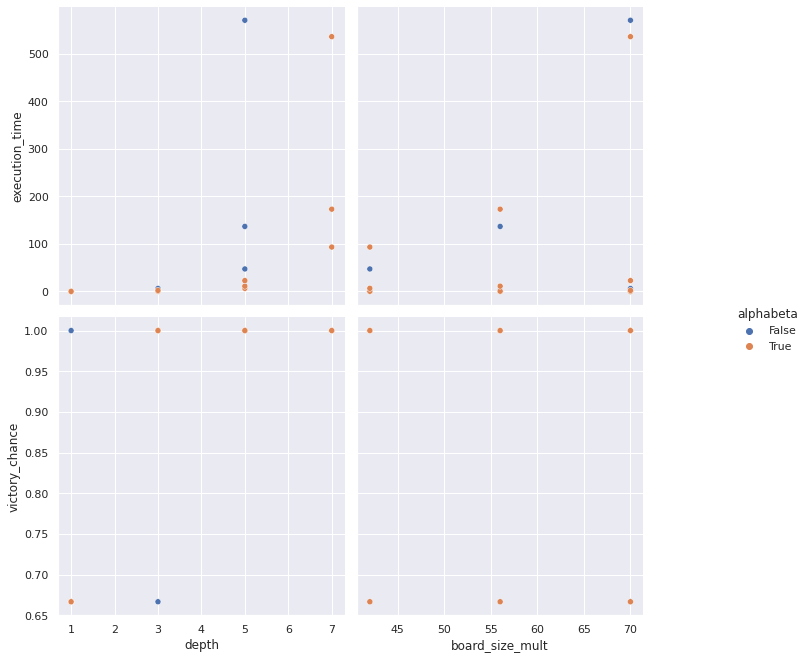 500
400
300
200
100
0
execution_time
1.00
0.95
0.90
0.85
0.80
0.75
0.70
0.65
victory_chance
1 2 3 4 5 6 7
depth
45 50 55 60 65 70
board_size_mult
alphabeta
False
True